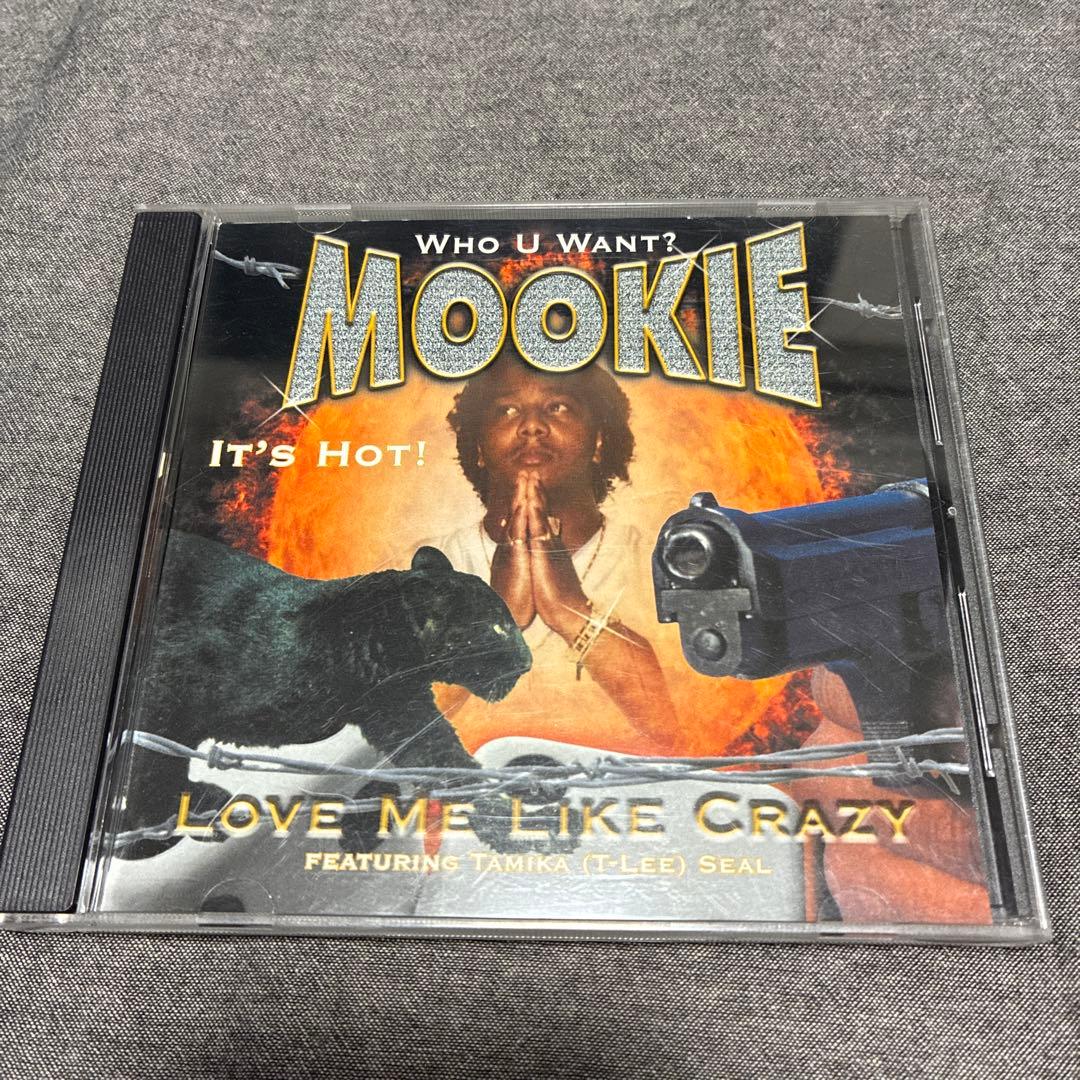 WHO U WANT?
MOOKIE
IT'S HOT!
LOVE ME LIKE CRAZY
FEATURING TAMIKA (T-LEE) SEAL